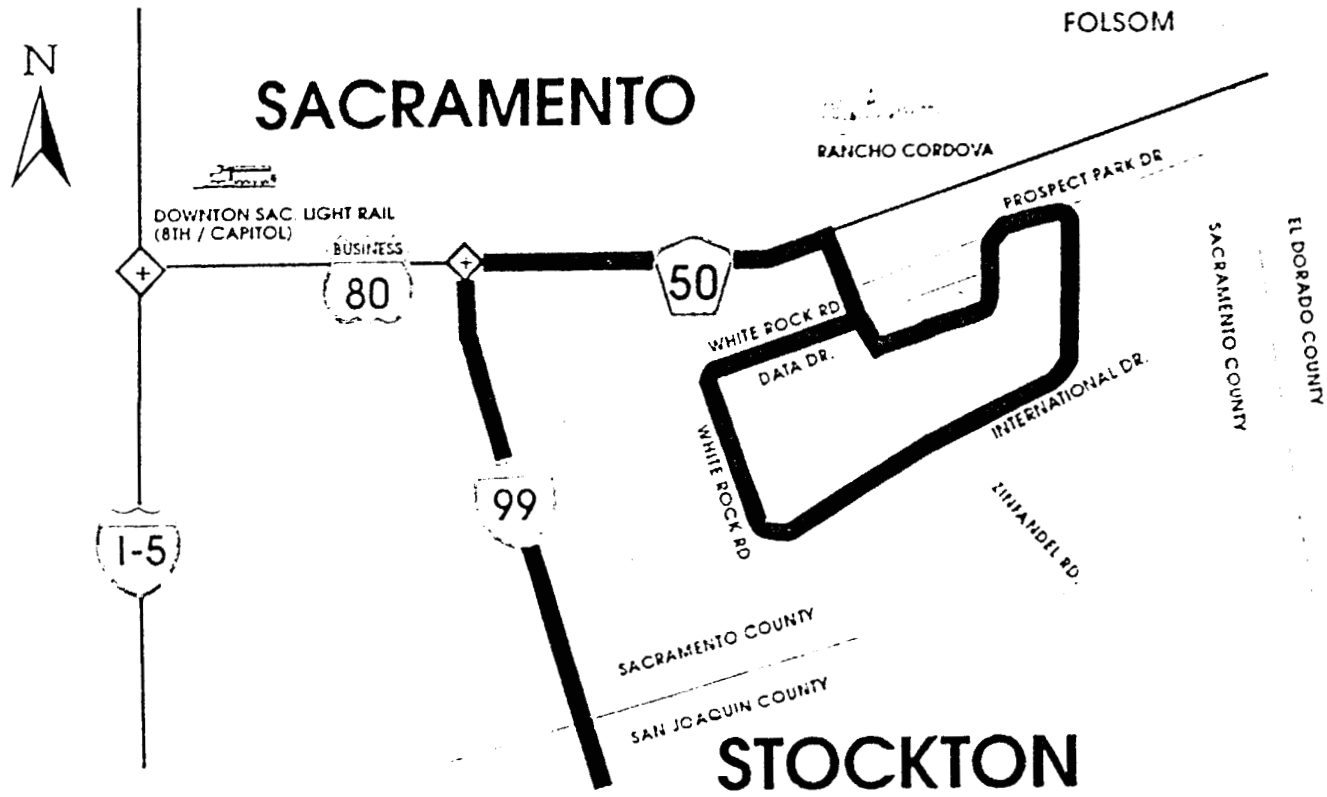 FOLSOM
N
SACRAMENTO
RANCHO CORDOVA
PROSPECT PARK DR
DOWNTON SAC. LIGHT RAIL
(8TH / CAPITOL)
BUSINESS
80
50
SACRAMENTO COUNTY
EL DORADO COUNTY
WHITE ROCK RD
DATA DR.
INTERNATIONAL DR.
WHITE ROCK RD
99
ZINFANDEL RD.
I-5
SACRAMENTO COUNTY
SAN JOAQUIN COUNTY
STOCKTON